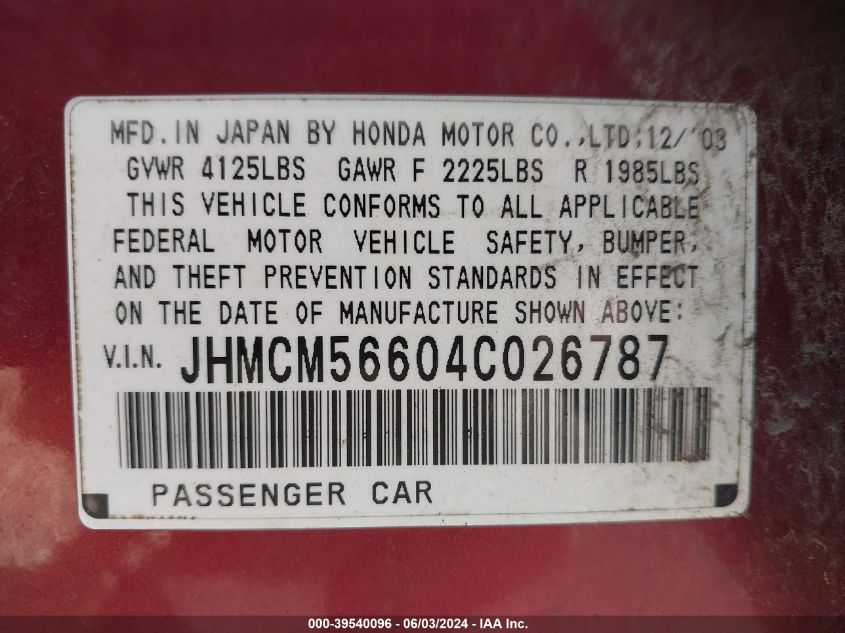 MFD. IN JAPAN BY HONDA MOTOR CO., LTD; 12/'03
GVWR 4125LBS GAWR F 2225LBS R 1985LBS
THIS VEHICLE CONFORMS TO ALL APPLICABLE
FEDERAL MOTOR VEHICLE SAFETY, BUMPER,
AND THEFT PREVENTION STANDARDS IN EFFECT
ON THE DATE OF MANUFACTURE SHOWN ABOVE:
V.I.N. JHMCM56604C026787
PASSENGER CAR
000-39540096 - 06/03/2024 - IAA Inc.